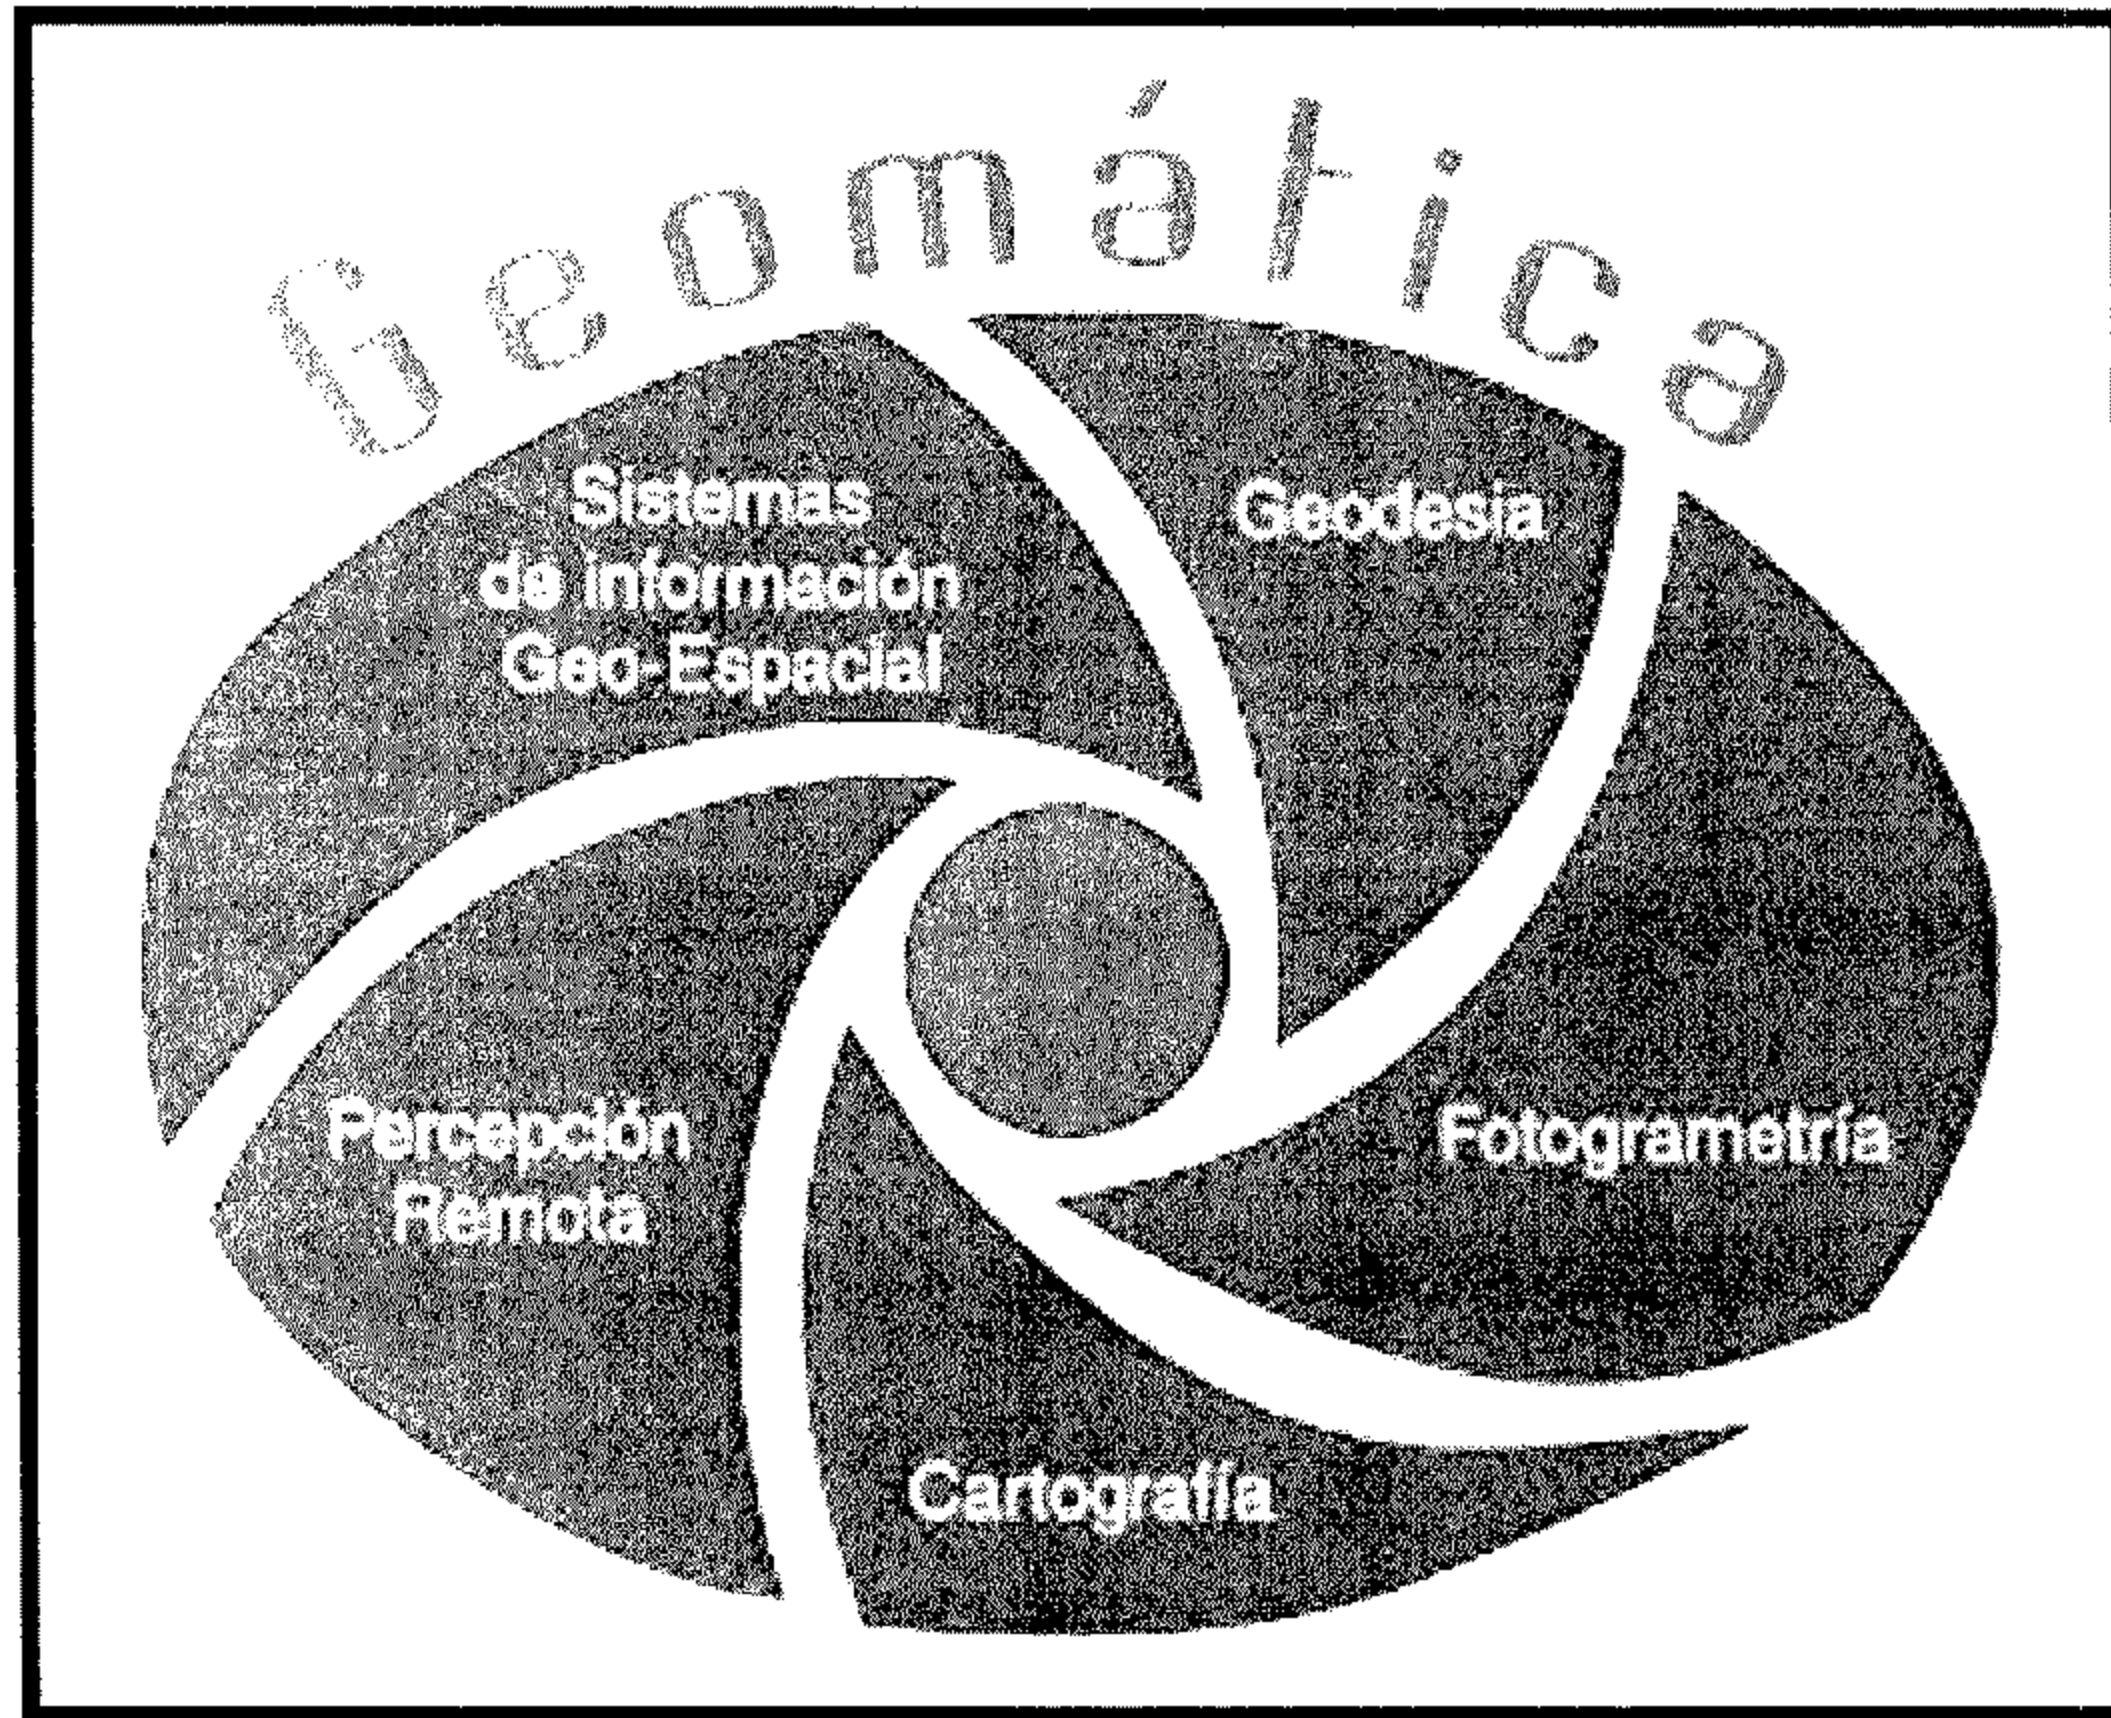 Geomática
Sistemas
de información
Geo-Espacial
Geodesia
Percepción
Remota
Fotogrametría
Cartografía